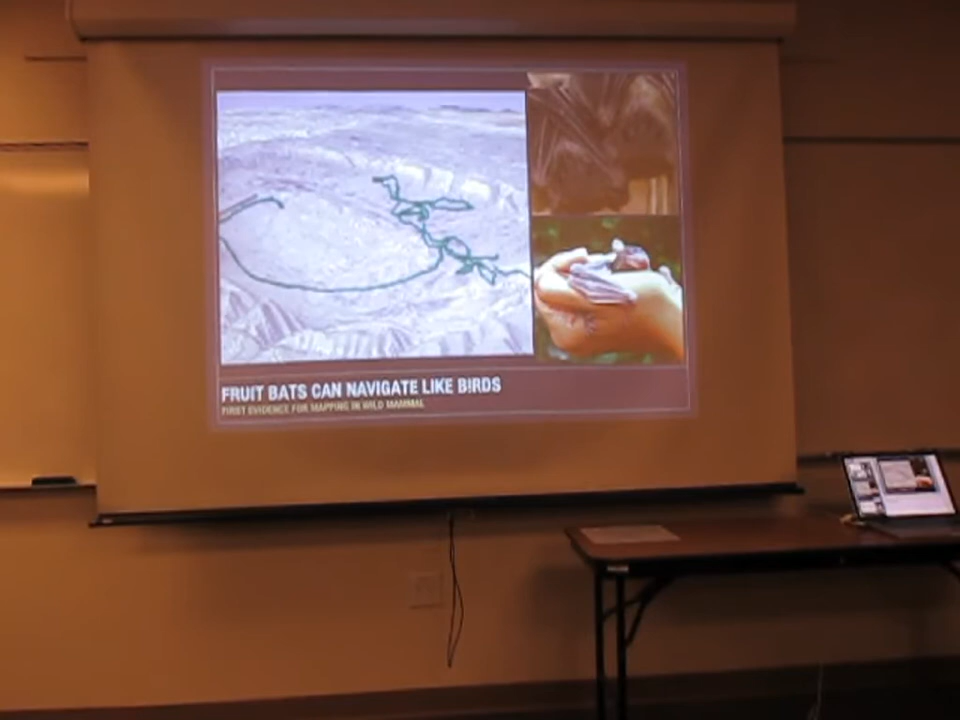 FRUIT BATS CAN NAVIGATE LIKE BIRDS
FIRST EVIDENCE FOR MAPPING IN WILD MAMMAL